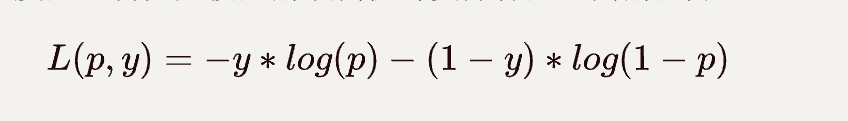 L(p, y) = −y ∗ log(p) − (1 − y) ∗ log(1 − p)